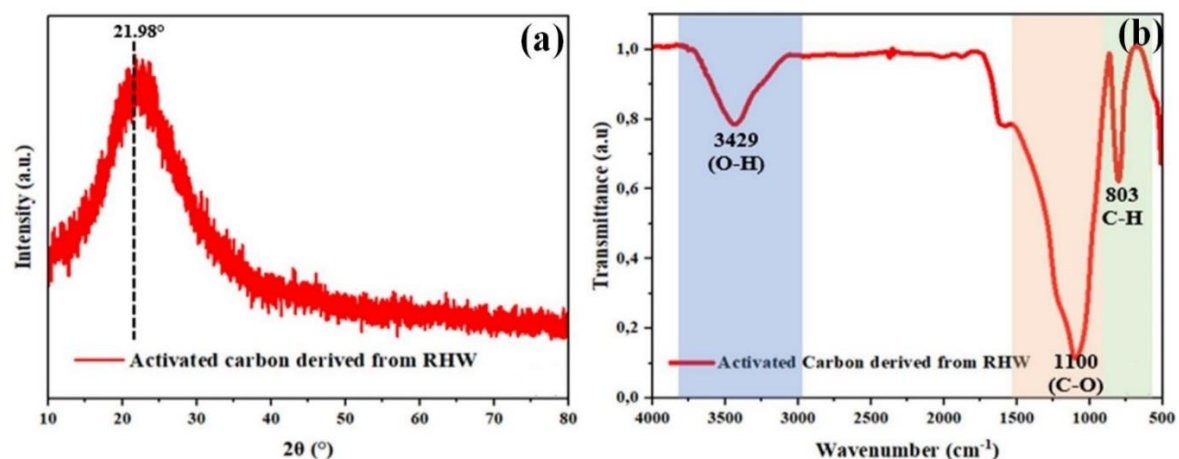 21.98°
(a)
Intensity (a.u.)
Activated carbon derived from RHW
10 20 30 40 50 60 70 80
2θ (°)
(b)
1,0
0,8
0,6
0,4
0,2
0,0
Transmittance (a.u)
3429
(O-H)
803
C-H
1100
(C-O)
Activated Carbon derived from RHW
4000 3500 3000 2500 2000 1500 1000 500
Wavenumber (cm⁻¹)